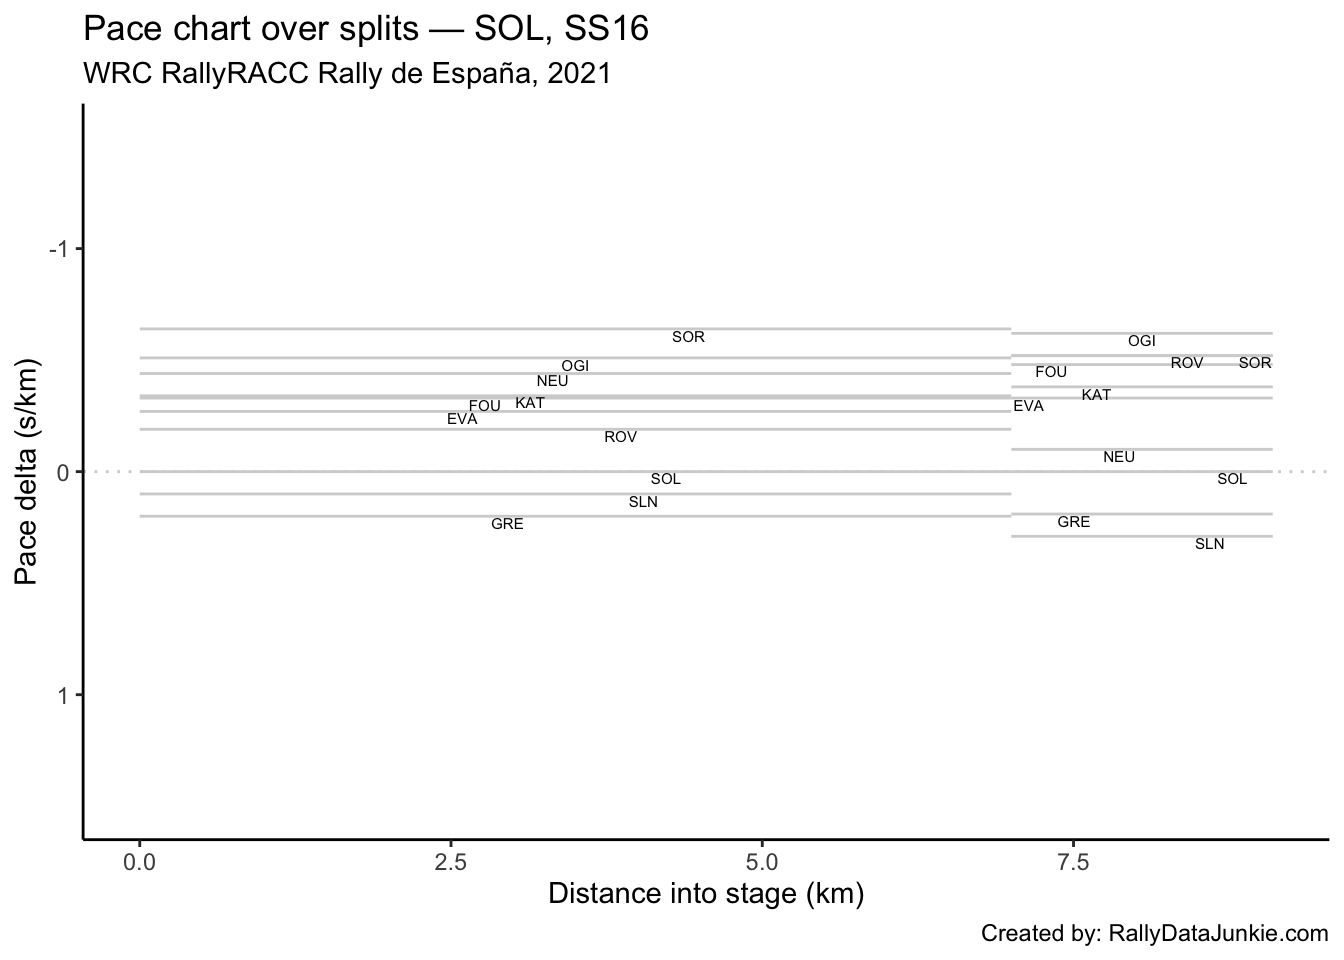 Pace chart over splits — SOL, SS16
WRC RallyRACC Rally de España, 2021
-1
SOR
OGI
OGI
ROV
SOR
NEU
FOU
KAT
KAT
FOU
EVA
EVA
ROV
NEU
0
SOL
SOL
SLN
GRE
GRE
SLN
1
Pace delta (s/km)
0.0 2.5 5.0 7.5
Distance into stage (km)
Created by: RallyDataJunkie.com